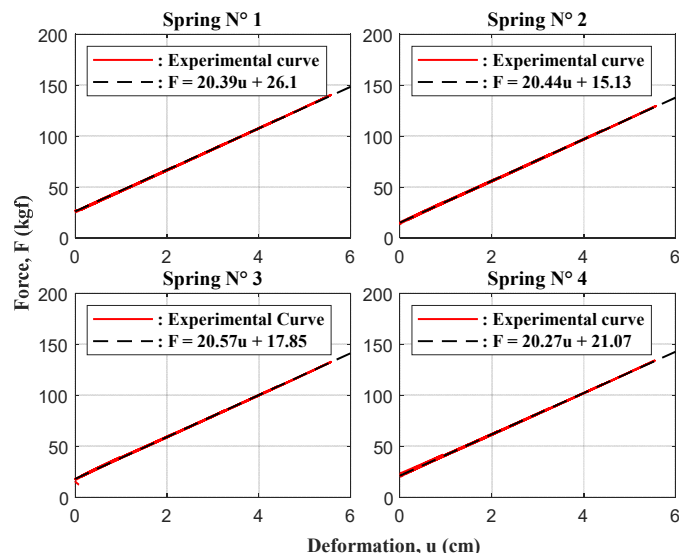 Spring N° 1
200
150
100
50
0
0 2 4 6
: Experimental curve
: F = 20.39u + 26.1
Spring N° 2
200
150
100
50
0
0 2 4 6
: Experimental curve
: F = 20.44u + 15.13
Force, F (kgf)
Spring N° 3
200
150
100
50
0
0 2 4 6
: Experimental Curve
: F = 20.57u + 17.85
Spring N° 4
200
150
100
50
0
0 2 4 6
: Experimental curve
: F = 20.27u + 21.07
Deformation, u (cm)